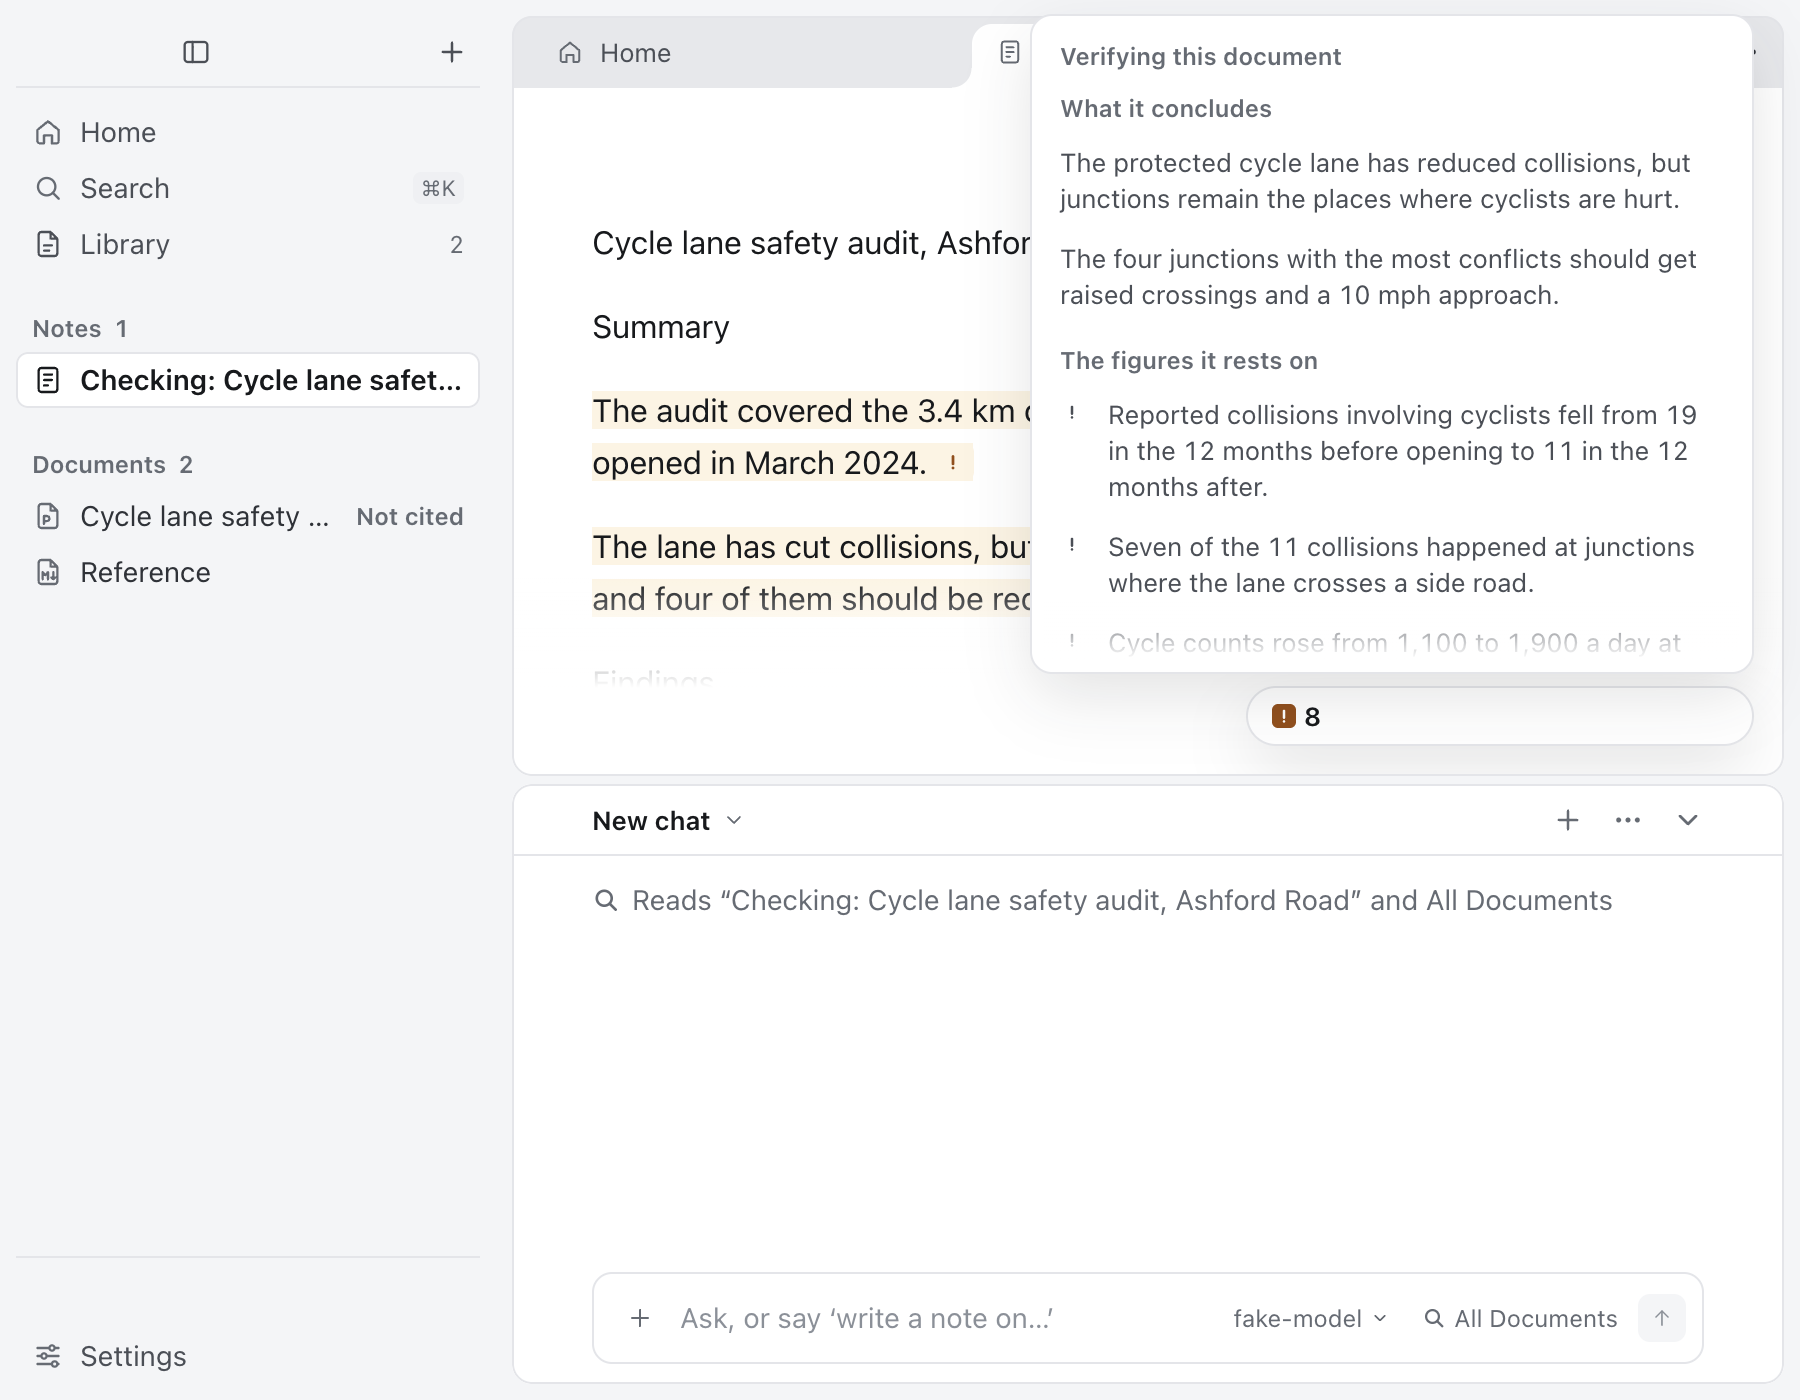 Home
Search
⌘K
Library
2
Notes 1
Checking: Cycle lane safet...
Documents 2
Cycle lane safety ...
Not cited
Reference
Settings
Home
Cycle lane safety audit,
Summary
The audit covered the 3.4 km
opened in March 2024. !
The lane has cut collisions,
and four of them should be
Findings
Verifying this document
What it concludes
The protected cycle lane has reduced collisions, but
junctions remain the places where cyclists are hurt.
The four junctions with the most conflicts should get
raised crossings and a 10 mph approach.
The figures it rests on
! Reported collisions involving cyclists fell from 19
in the 12 months before opening to 11 in the 12
months after.
! Seven of the 11 collisions happened at junctions
where the lane crosses a side road.
! Cycle counts rose from 1,100 to 1,900 a day at
! 8
New chat
Reads “Checking: Cycle lane safety audit, Ashford Road” and All Documents
Ask, or say ‘write a note on...’
fake-model
All Documents